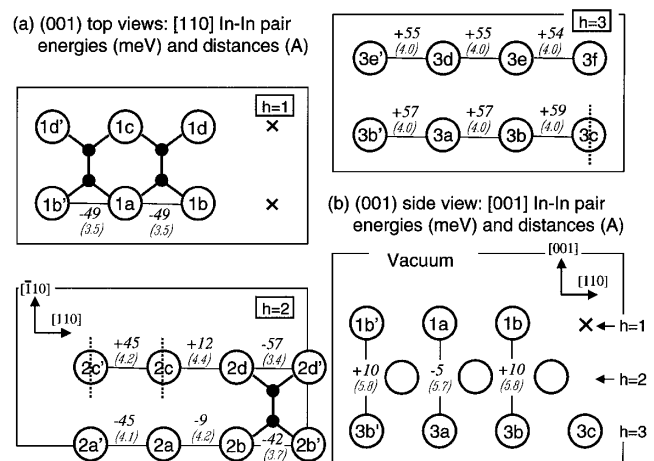 (a) (001) top views: [110] In-In pair
energies (meV) and distances (A)
h=1
1d' 1c 1d ×
1b' 1a 1b ×
-49 -49
(3.5) (3.5)
[1̅10]
[110]
h=2
+45 +12 -57
(4.2) (4.4) (3.4)
2c' 2c 2d 2d'
-45 -9 -42
(4.1) (4.2) (3.7)
2a' 2a 2b 2b'
h=3
+55 +55 +54
(4.0) (4.0) (4.0)
3e' 3d 3e 3f
+57 +57 +59
(4.0) (4.0) (4.0)
3b' 3a 3b 3c
(b) (001) side view: [001] In-In pair
energies (meV) and distances (A)
Vacuum
[001]
[110]
1b' 1a 1b × h=1
+10 -5 +10
(5.8) (5.7) (5.8)
h=2
3b' 3a 3b 3c h=3